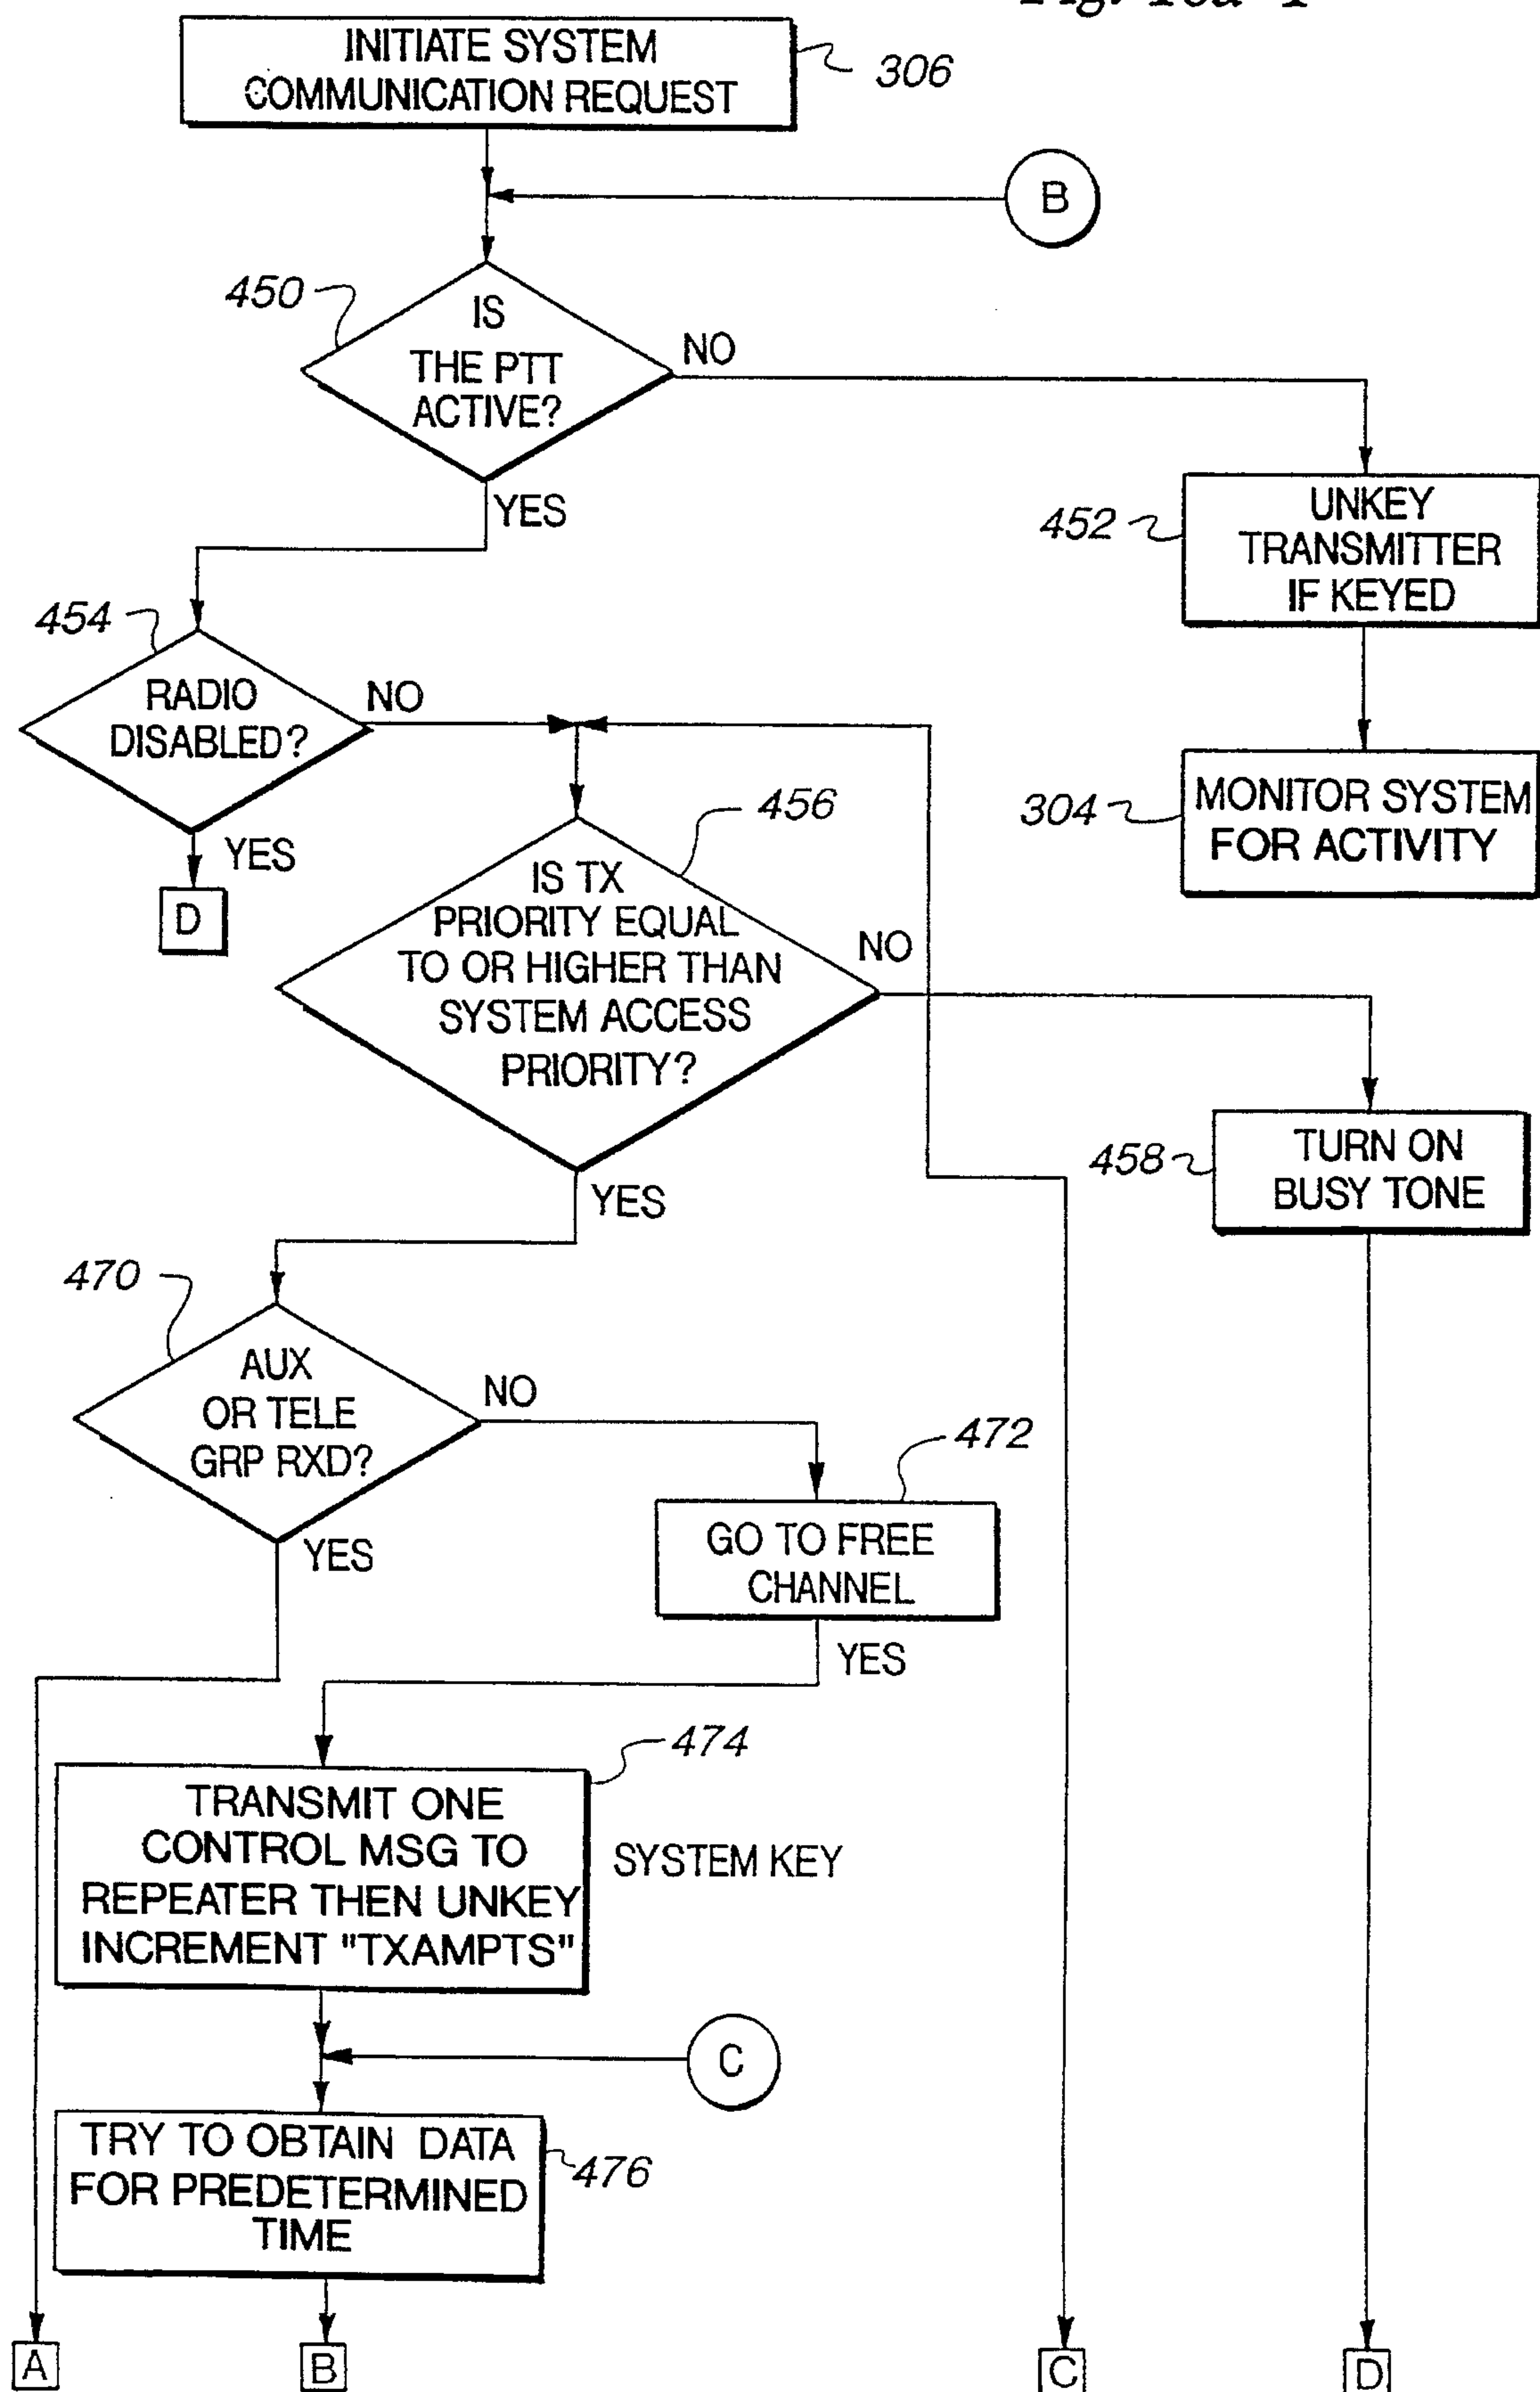 Fig. 10a-1
INITIATE SYSTEM
COMMUNICATION REQUEST
306
B
450
IS
THE PTT
ACTIVE?
NO
YES
452
UNKEY
TRANSMITTER
IF KEYED
454
RADIO
DISABLED?
NO
YES
D
304
MONITOR SYSTEM
FOR ACTIVITY
456
IS TX
PRIORITY EQUAL
TO OR HIGHER THAN
SYSTEM ACCESS
PRIORITY?
NO
YES
458
TURN ON
BUSY TONE
470
AUX
OR TELE
GRP RXD?
NO
YES
472
GO TO FREE
CHANNEL
YES
474
TRANSMIT ONE
CONTROL MSG TO
REPEATER THEN UNKEY
INCREMENT "TXAMPTS"
SYSTEM KEY
C
TRY TO OBTAIN DATA
FOR PREDETERMINED
TIME
476
A
B
C
D